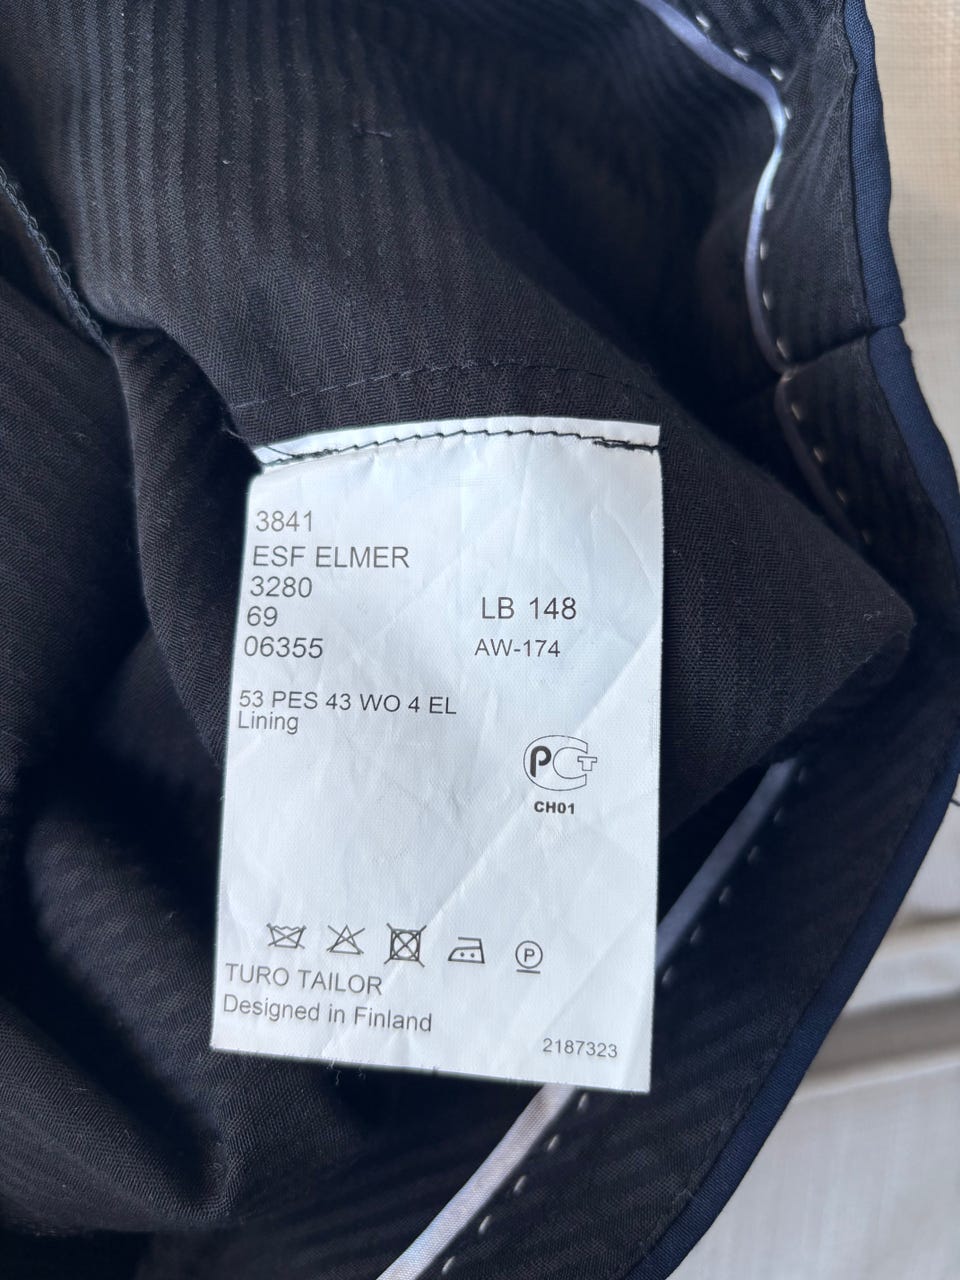 3841
ESF ELMER
3280
69
06355
LB 148
AW-174
53 PES 43 WO 4 EL
Lining
РСТ
CH01
P
TURO TAILOR
Designed in Finland
2187323